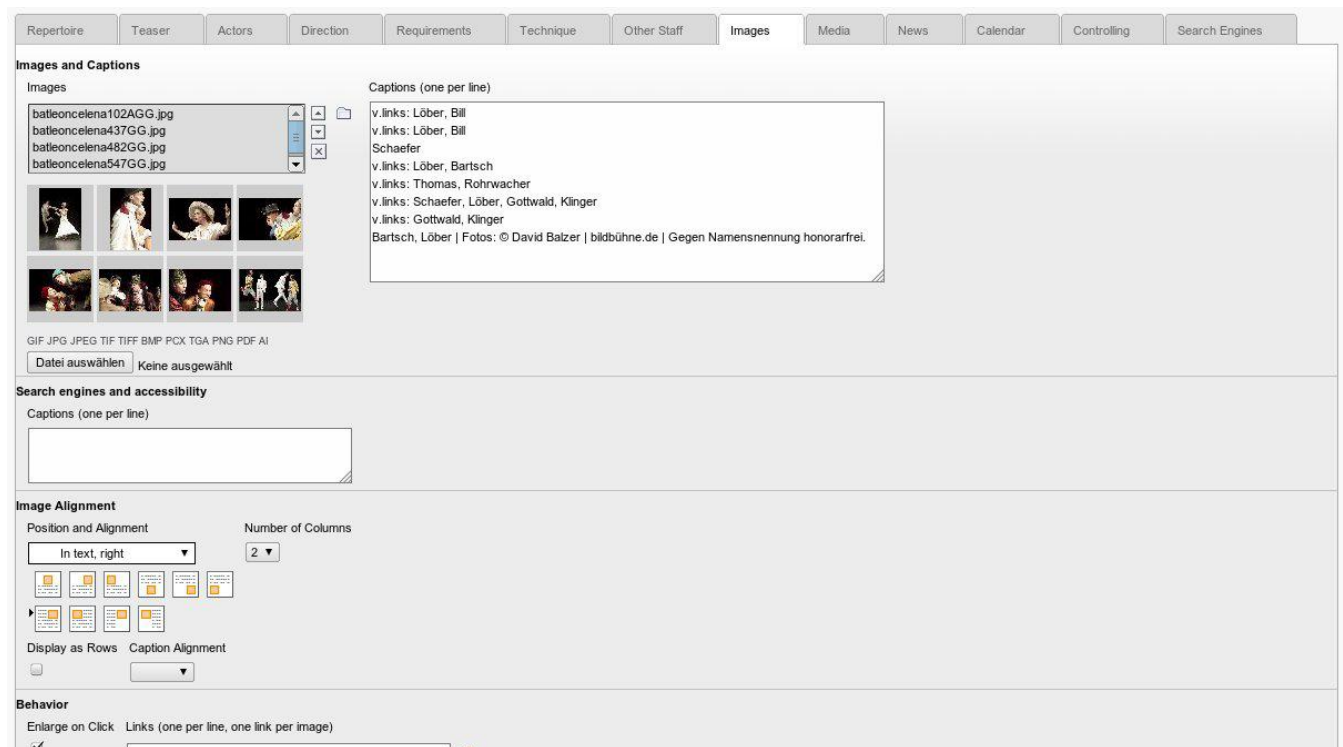 Repertoire Teaser Actors Direction Requirements Technique Other Staff Images Media News Calendar Controlling Search Engines
Images and Captions
Images
Captions (one per line)
batleoncelena102AGG.jpg
batleoncelena437GG.jpg
batleoncelena482GG.jpg
batleoncelena547GG.jpg
v.links: Löber, Bill
v.links: Löber, Bill
Schaefer
v.links: Löber, Bartsch
v.links: Thomas, Rohrwacher
v.links: Schaefer, Löber, Gottwald, Klinger
v.links: Gottwald, Klinger
Bartsch, Löber | Fotos: © David Balzer | bildbühne.de | Gegen Namensnennung honorarfrei.
GIF JPG JPEG TIF TIFF BMP PCX TGA PNG PDF AI
Datei auswählen Keine ausgewählt
Search engines and accessibility
Captions (one per line)
Image Alignment
Position and Alignment Number of Columns
In text, right 2
Display as Rows Caption Alignment
Behavior
Enlarge on Click Links (one per line, one link per image)